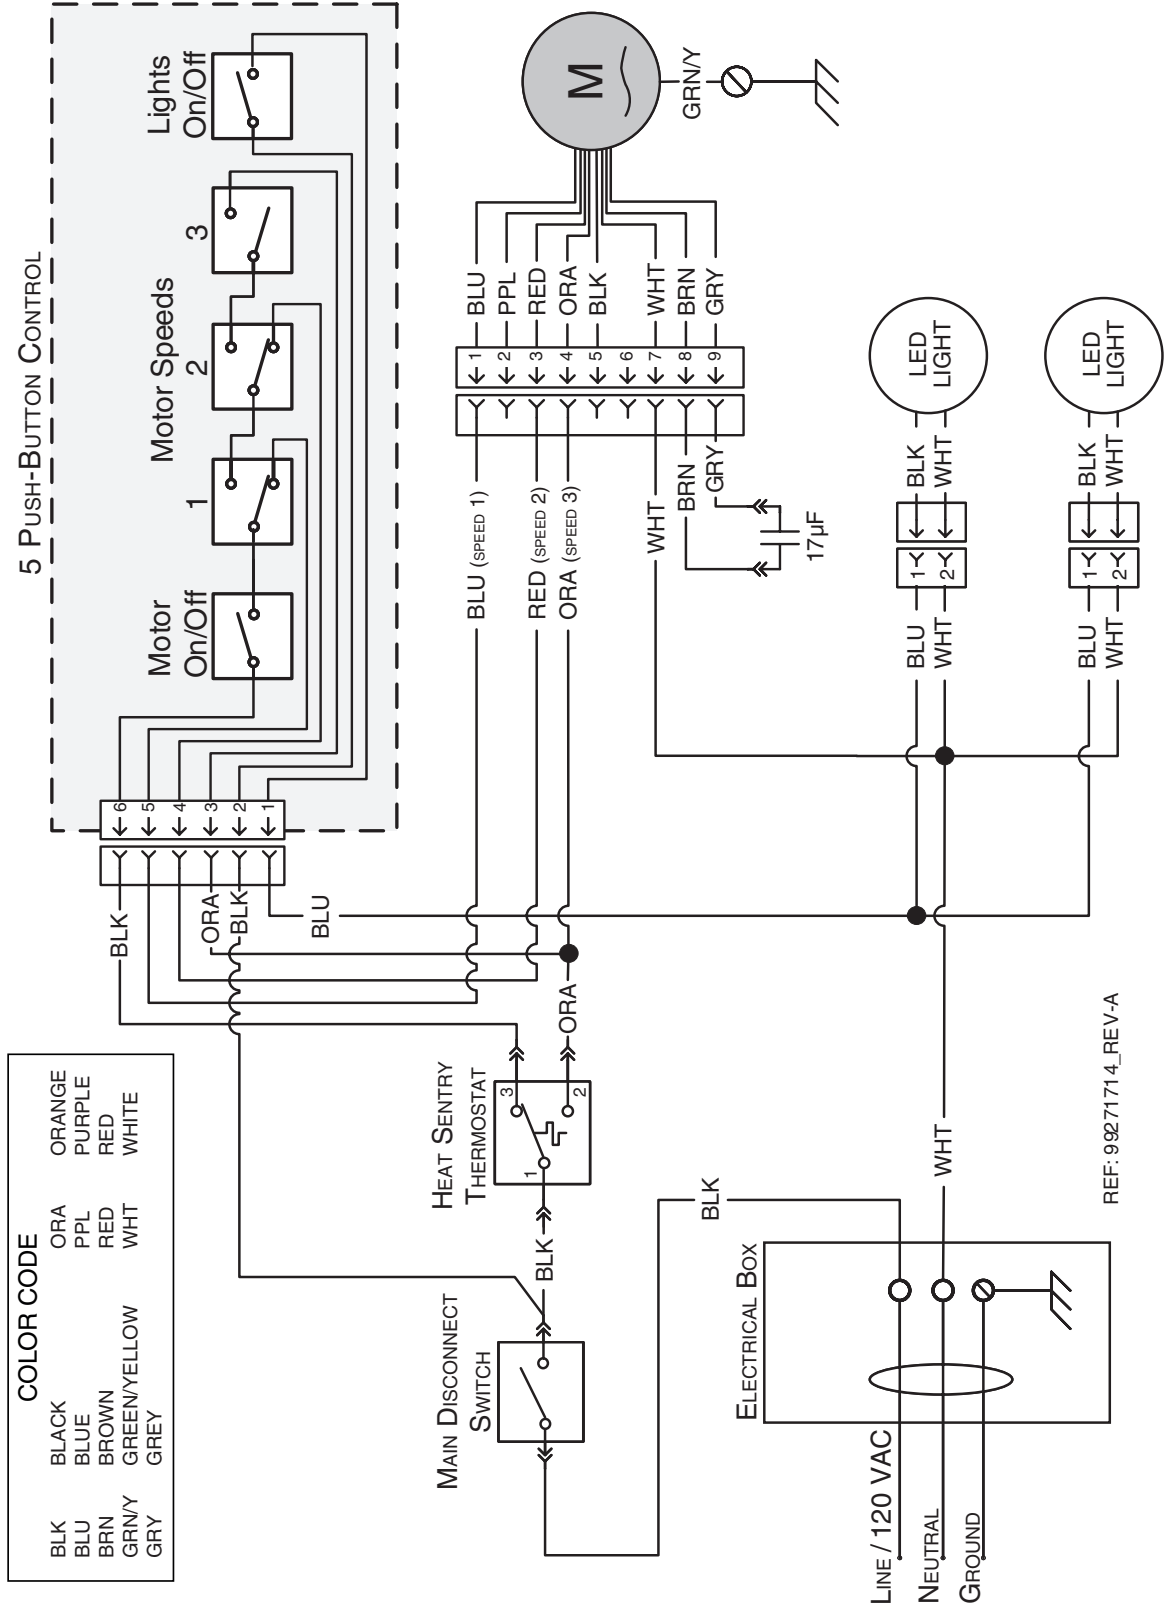 COLOR CODE
BLK BLACK ORA ORANGE
BLU BLUE PPL PURPLE
BRN BROWN RED RED
GRN/Y GREEN/YELLOW WHT WHITE
GRY GREY
5 PUSH-BUTTON CONTROL
Motor
On/Off
Motor Speeds
1
2
3
Lights
On/Off
6
5
4
3
2
1
BLK
ORA
BLK
BLU
HEAT SENTRY
THERMOSTAT
1
3
2
ORA
BLK
MAIN DISCONNECT
SWITCH
BLU (SPEED 1)
RED (SPEED 2)
ORA (SPEED 3)
WHT
BRN
GRY
17µF
1
2
3
4
5
6
7
8
9
BLU
PPL
RED
ORA
BLK
WHT
BRN
GRY
M
GRN/Y
BLK
ELECTRICAL BOX
LINE / 120 VAC
NEUTRAL
GROUND
WHT
BLU
WHT
1
2
BLK
WHT
LED
LIGHT
BLU
WHT
1
2
BLK
WHT
LED
LIGHT
REF: 99271714_REV-A